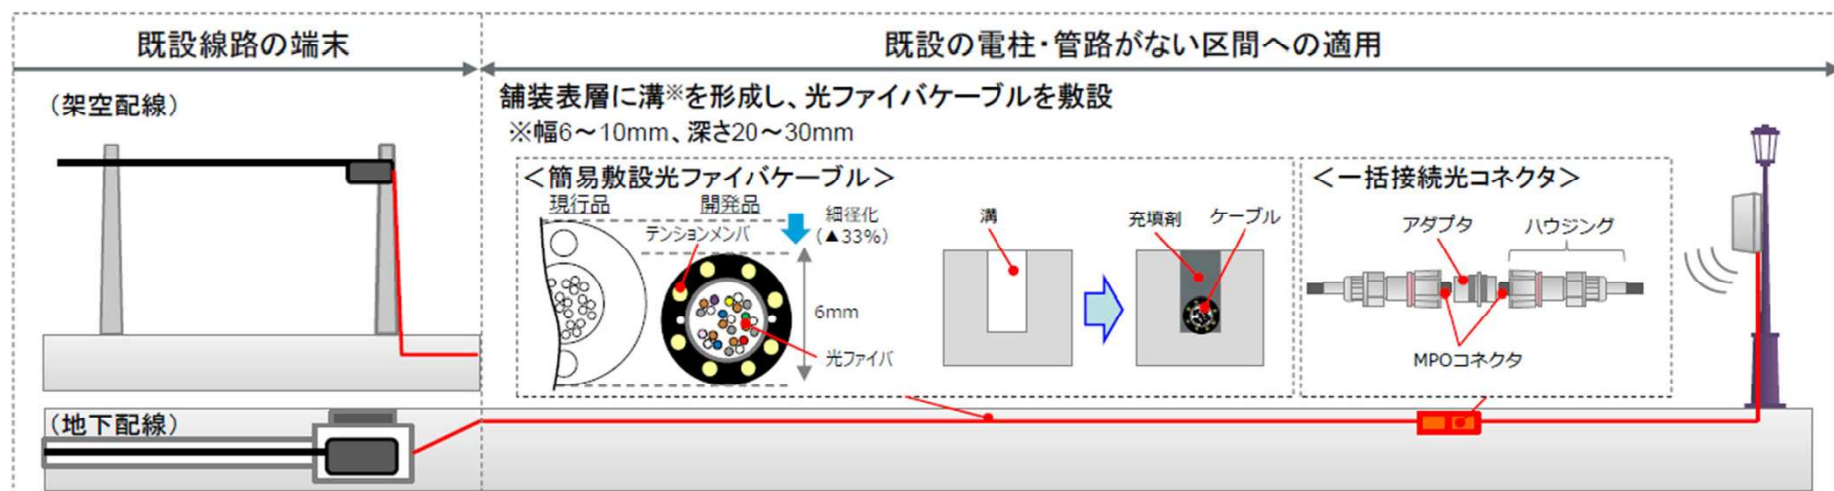 既設線路の端末
既設の電柱・管路がない区間への適用
（架空配線）
舗装表層に溝※を形成し、光ファイバケーブルを敷設
※幅6～10mm、深さ20～30mm
＜簡易敷設光ファイバケーブル＞
現行品
開発品
細径化
（▲33%）
テンションメンバ
6mm
光ファイバ
溝
充填剤
ケーブル
＜一括接続光コネクタ＞
アダプタ
ハウジング
MPOコネクタ
（地下配線）